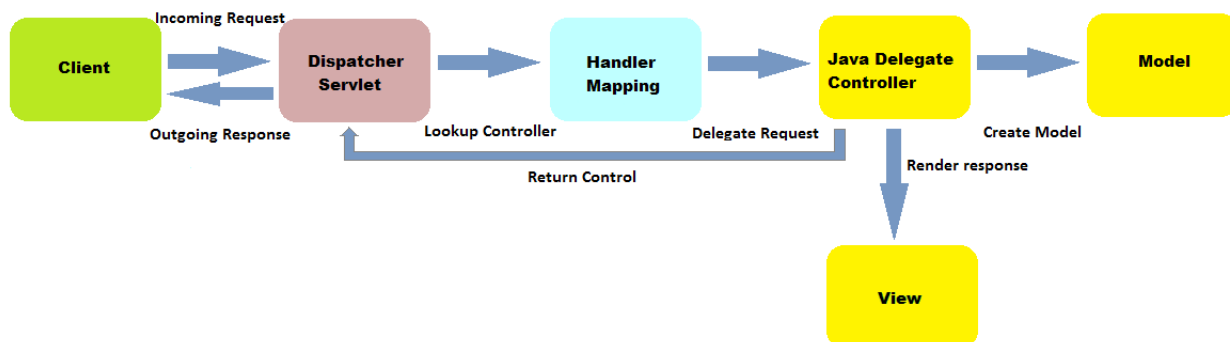 Incoming Request
Client
Dispatcher
Servlet
Handler
Mapping
Java Delegate
Controller
Model
Outgoing Response
Lookup Controller
Delegate Request
Create Model
Return Control
Render response
View